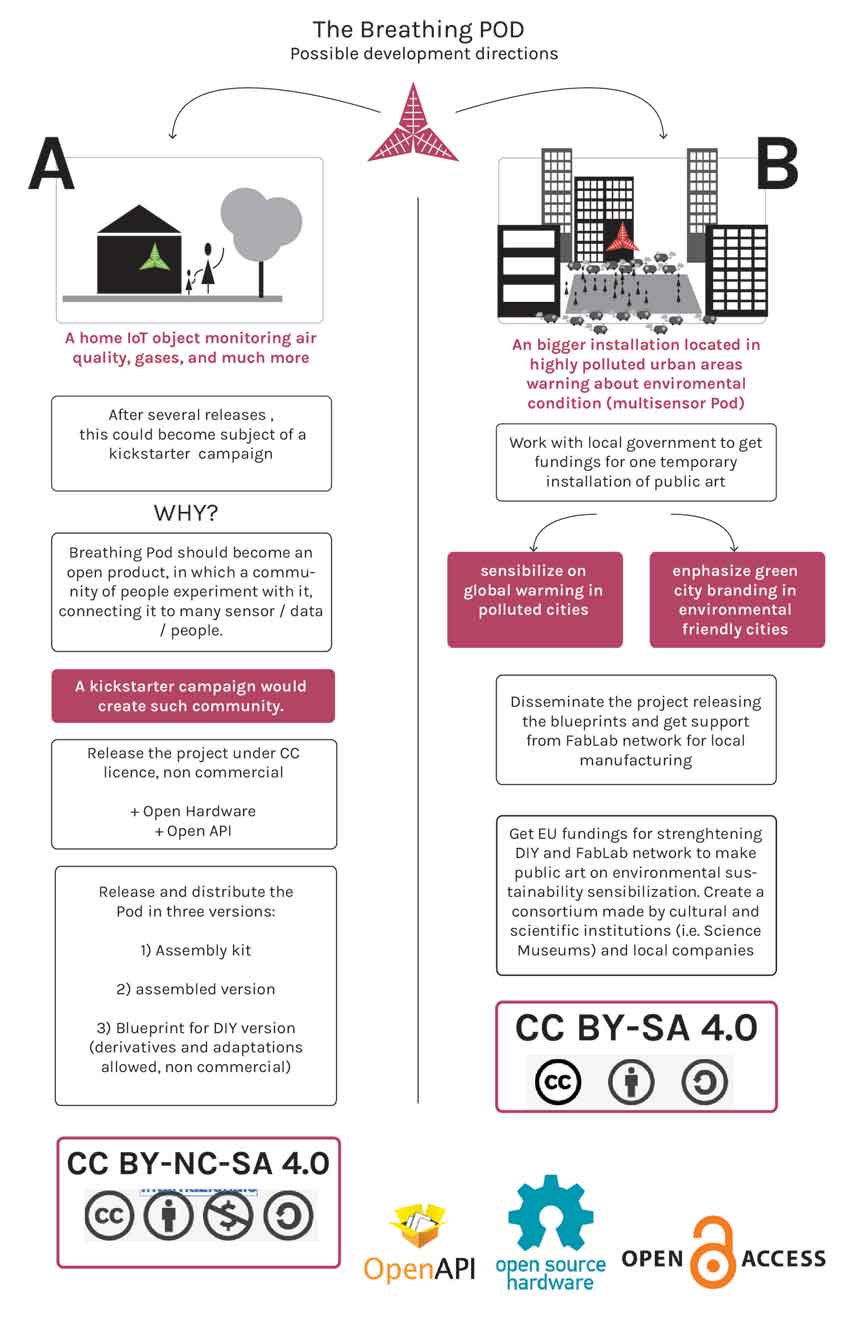 The Breathing POD
Possible development directions
A
A home IoT object monitoring air
quality, gases, and much more
After several releases ,
this could become subject of a
kickstarter campaign
WHY?
Breathing Pod should become an
open product, in which a commu-
nity of people experiment with it,
connecting it to many sensor / data
/ people.
A kickstarter campaign would
create such community.
Release the project under CC
licence, non commercial
+ Open Hardware
+ Open API
Release and distribute the
Pod in three versions:
1) Assembly kit
2) assembled version
3) Blueprint for DIY version
(derivatives and adaptations
allowed, non commercial)
CC BY-NC-SA 4.0
cc
B
An bigger installation located in
highly polluted urban areas
warning about enviromental
condition (multisensor Pod)
Work with local government to get
fundings for one temporary
installation of public art
sensibilize on
global warming in
polluted cities
enphasize green
city branding in
environmental
friendly cities
Disseminate the project releasing
the blueprints and get support
from FabLab network for local
manufacturing
Get EU fundings for strenghtening
DIY and FabLab network to make
public art on environmental sus-
tainability sensibilization. Create a
consortium made by cultural and
scientific institutions (i.e. Science
Museums) and local companies
CC BY-SA 4.0
cc
OpenAPI
open source
hardware
OPEN ACCESS